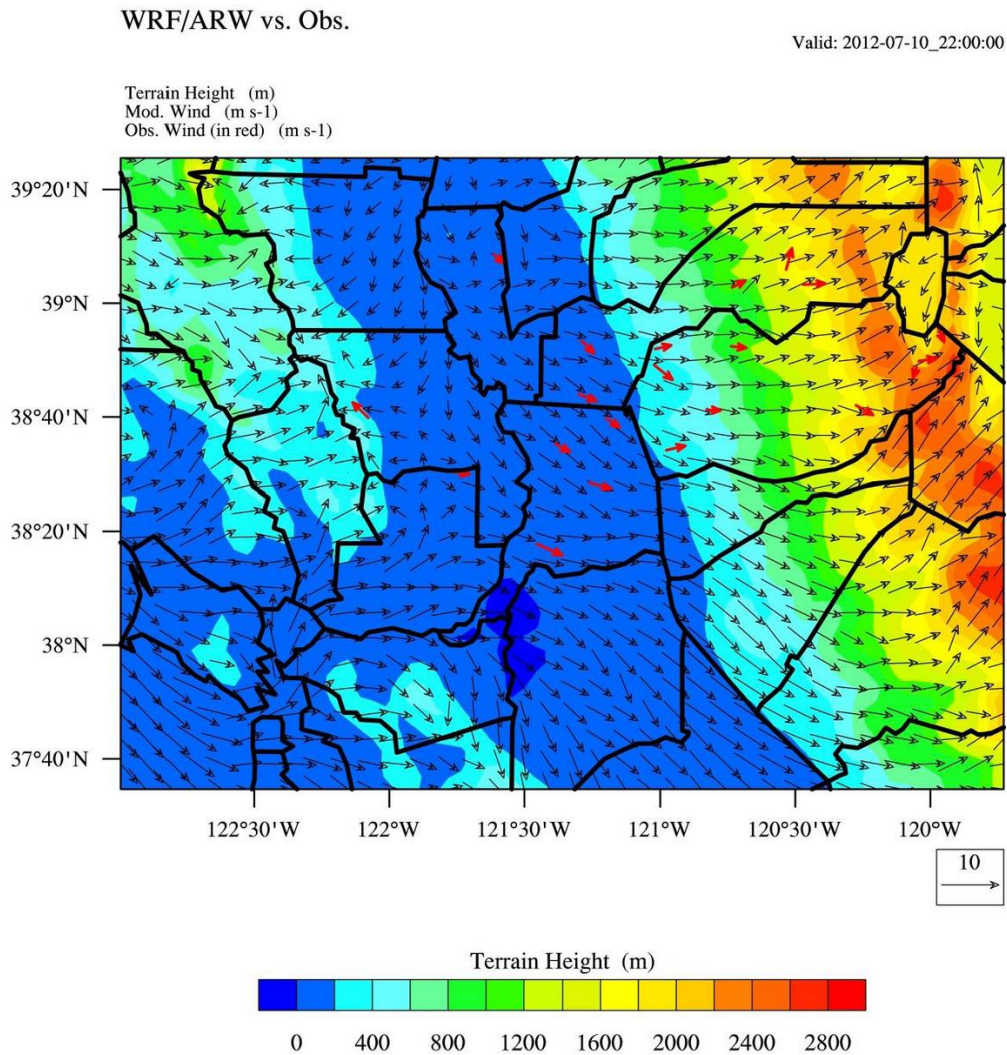 WRF/ARW vs. Obs.
Valid: 2012-07-10_22:00:00
Terrain Height (m)
Mod. Wind (m s-1)
Obs. Wind (in red) (m s-1)
39°20'N
39°N
38°40'N
38°20'N
38°N
37°40'N
122°30'W 122°W 121°30'W 121°W 120°30'W 120°W
10
Terrain Height (m)
0 400 800 1200 1600 2000 2400 2800